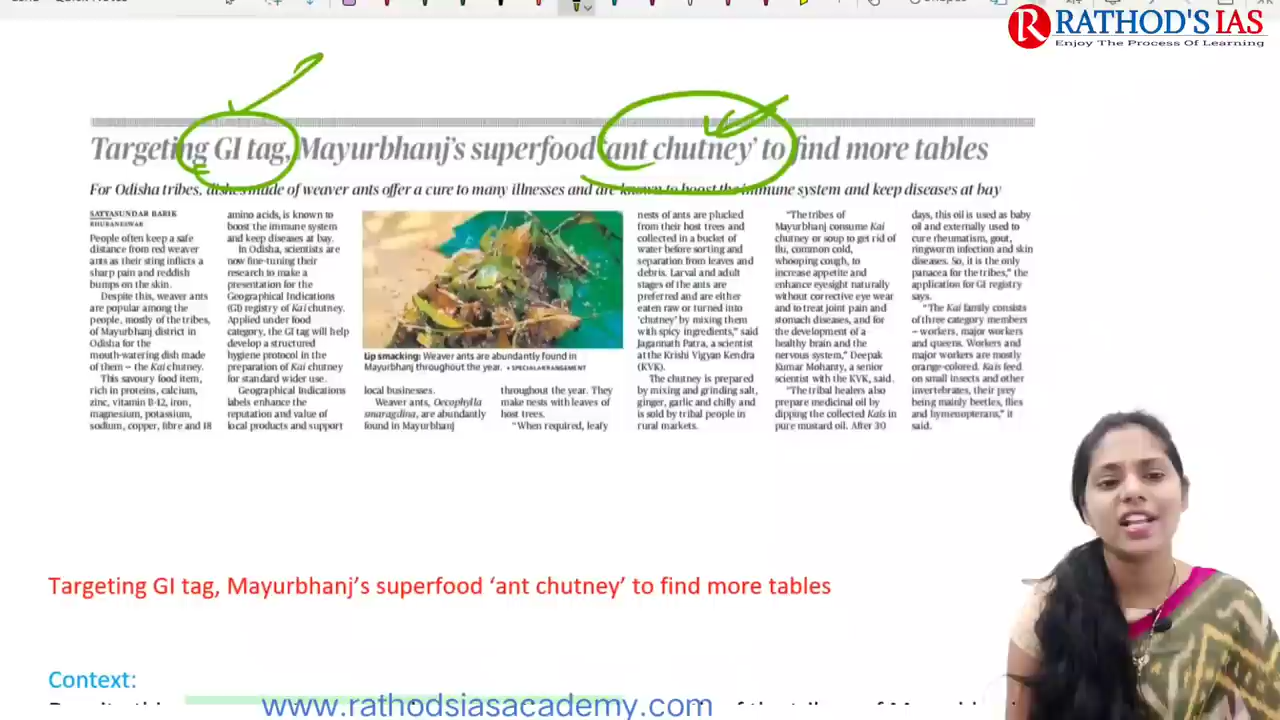 RATHOD'S IAS
Enjoy The Process Of Learning
Targeting GI tag, Mayurbhanj's superfood 'ant chutney' to find more tables
For Odisha tribes, dishes made of weaver ants offer a cure to many illnesses and are known to boost the immune system and keep diseases at bay
SATYASUNDAR BARIK
BHUBANESWAR
People often keep a safe
distance from red weaver
ants as their sting inflicts a
sharp pain and reddish
bumps on the skin.
Despite this, weaver ants
are popular among the
people, mostly of the tribes,
of Mayurbhanj district in
Odisha for the
mouth-watering dish made
of them – the Kai chutney.
This savoury food item,
rich in proteins, calcium,
zinc, vitamin B-12, iron,
magnesium, potassium,
sodium, copper, fibre and 18
amino acids, is known to
boost the immune system
and keep diseases at bay.
In Odisha, scientists are
now fine-tuning their
research to make a
presentation for the
Geographical Indications
(GI) registry of Kai chutney.
Applied under food
category, the GI tag will help
develop a structured
hygiene protocol in the
preparation of Kai chutney
for standard wider use.
Geographical Indications
labels enhance the
reputation and value of
local products and support
Lip smacking: Weaver ants are abundantly found in
Mayurbhanj throughout the year. • SPECIAL ARRANGEMENT
local businesses.
Weaver ants, Oecophylla
smaragdina, are abundantly
found in Mayurbhanj
throughout the year. They
make nests with leaves of
host trees.
"When required, leafy
nests of ants are plucked
from their host trees and
collected in a bucket of
water before sorting and
separation from leaves and
debris. Larval and adult
stages of the ants are
preferred and are either
eaten raw or turned into
'chutney' by mixing them
with spicy ingredients," said
Jagannath Patra, a scientist
at the Krishi Vigyan Kendra
(KVK).
The chutney is prepared
by mixing and grinding salt,
ginger, garlic and chilly and
is sold by tribal people in
rural markets.
"The tribes of
Mayurbhanj consume Kai
chutney or soup to get rid of
flu, common cold,
whooping cough, to
increase appetite and
enhance eyesight naturally
without corrective eye wear
and to treat joint pain and
stomach diseases, and for
the development of a
healthy brain and the
nervous system," Deepak
Kumar Mohanty, a senior
scientist with the KVK, said.
"The tribal healers also
prepare medicinal oil by
dipping the collected Kais in
pure mustard oil. After 30
days, this oil is used as baby
oil and externally used to
cure rheumatism, gout,
ringworm infection and skin
diseases. So, it is the only
panacea for the tribes," the
application for GI registry
says.
"The Kai family consists
of three category members
– workers, major workers
and queens. Workers and
major workers are mostly
orange-colored. Kais feed
on small insects and other
invertebrates, their prey
being mainly beetles, flies
and hymenopterans," it
said.
Targeting GI tag, Mayurbhanj's superfood 'ant chutney' to find more tables
Context:
www.rathodsiasacademy.com